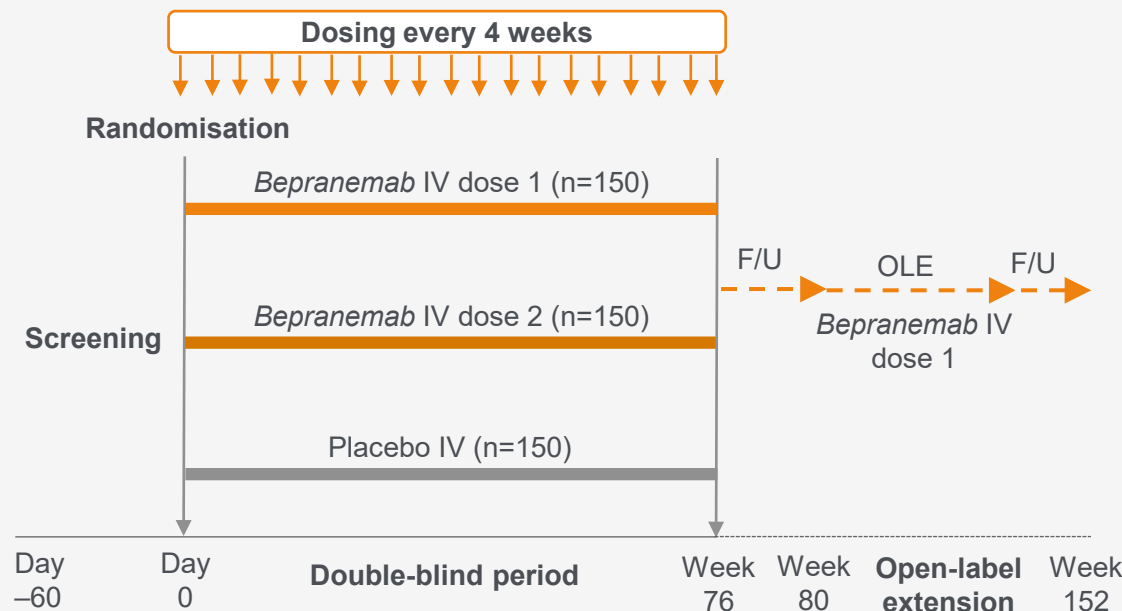 Dosing every 4 weeks
Randomisation
Bepranemab IV dose 1 (n=150)
F/U
OLE
F/U
Bepranemab IV
dose 1
Bepranemab IV dose 2 (n=150)
Screening
Placebo IV (n=150)
Day
–60
Day
0
Double-blind period
Week
76
Week
80
Open-label
extension
Week
152